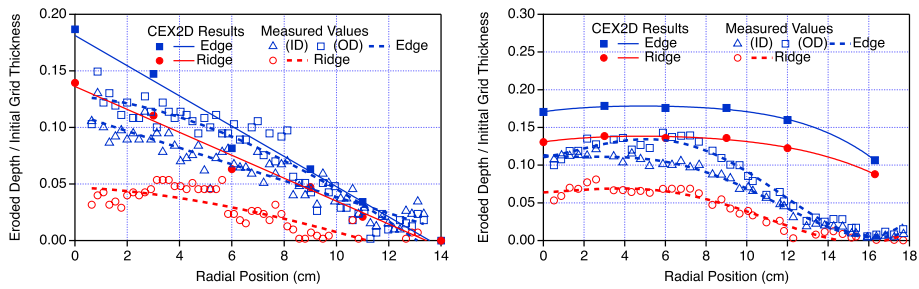 0.20
0.15
0.10
0.05
0.00
Eroded Depth / Initial Grid Thickness
CEX2D Results
Edge
Ridge
Measured Values
(ID)
(OD)
Edge
Ridge
0
2
4
6
8
10
12
14
Radial Position (cm)
0.30
0.25
0.20
0.15
0.10
0.05
0.00
Eroded Depth / Initital Grid Thickness
CEX2D Results
Edge
Ridge
Measured Values
(ID)
(OD)
Edge
Ridge
0
2
4
6
8
10
12
14
16
18
Radial Position (cm)